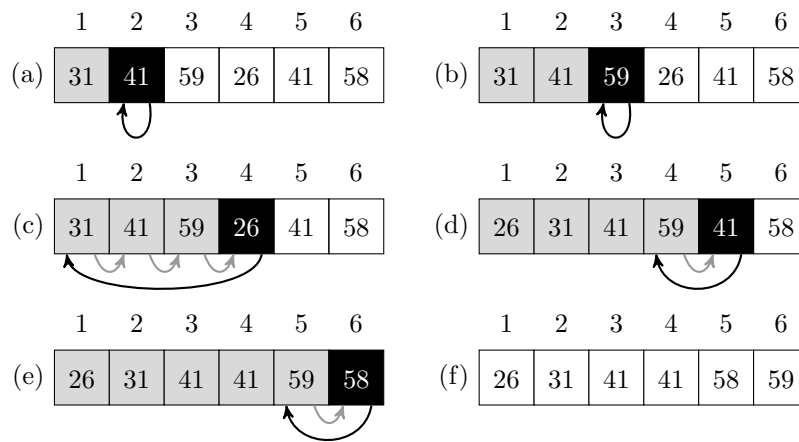 1 2 3 4 5 6
(a) 31 41 59 26 41 58
1 2 3 4 5 6
(b) 31 41 59 26 41 58
1 2 3 4 5 6
(c) 31 41 59 26 41 58
1 2 3 4 5 6
(d) 26 31 41 59 41 58
1 2 3 4 5 6
(e) 26 31 41 41 59 58
1 2 3 4 5 6
(f) 26 31 41 41 58 59